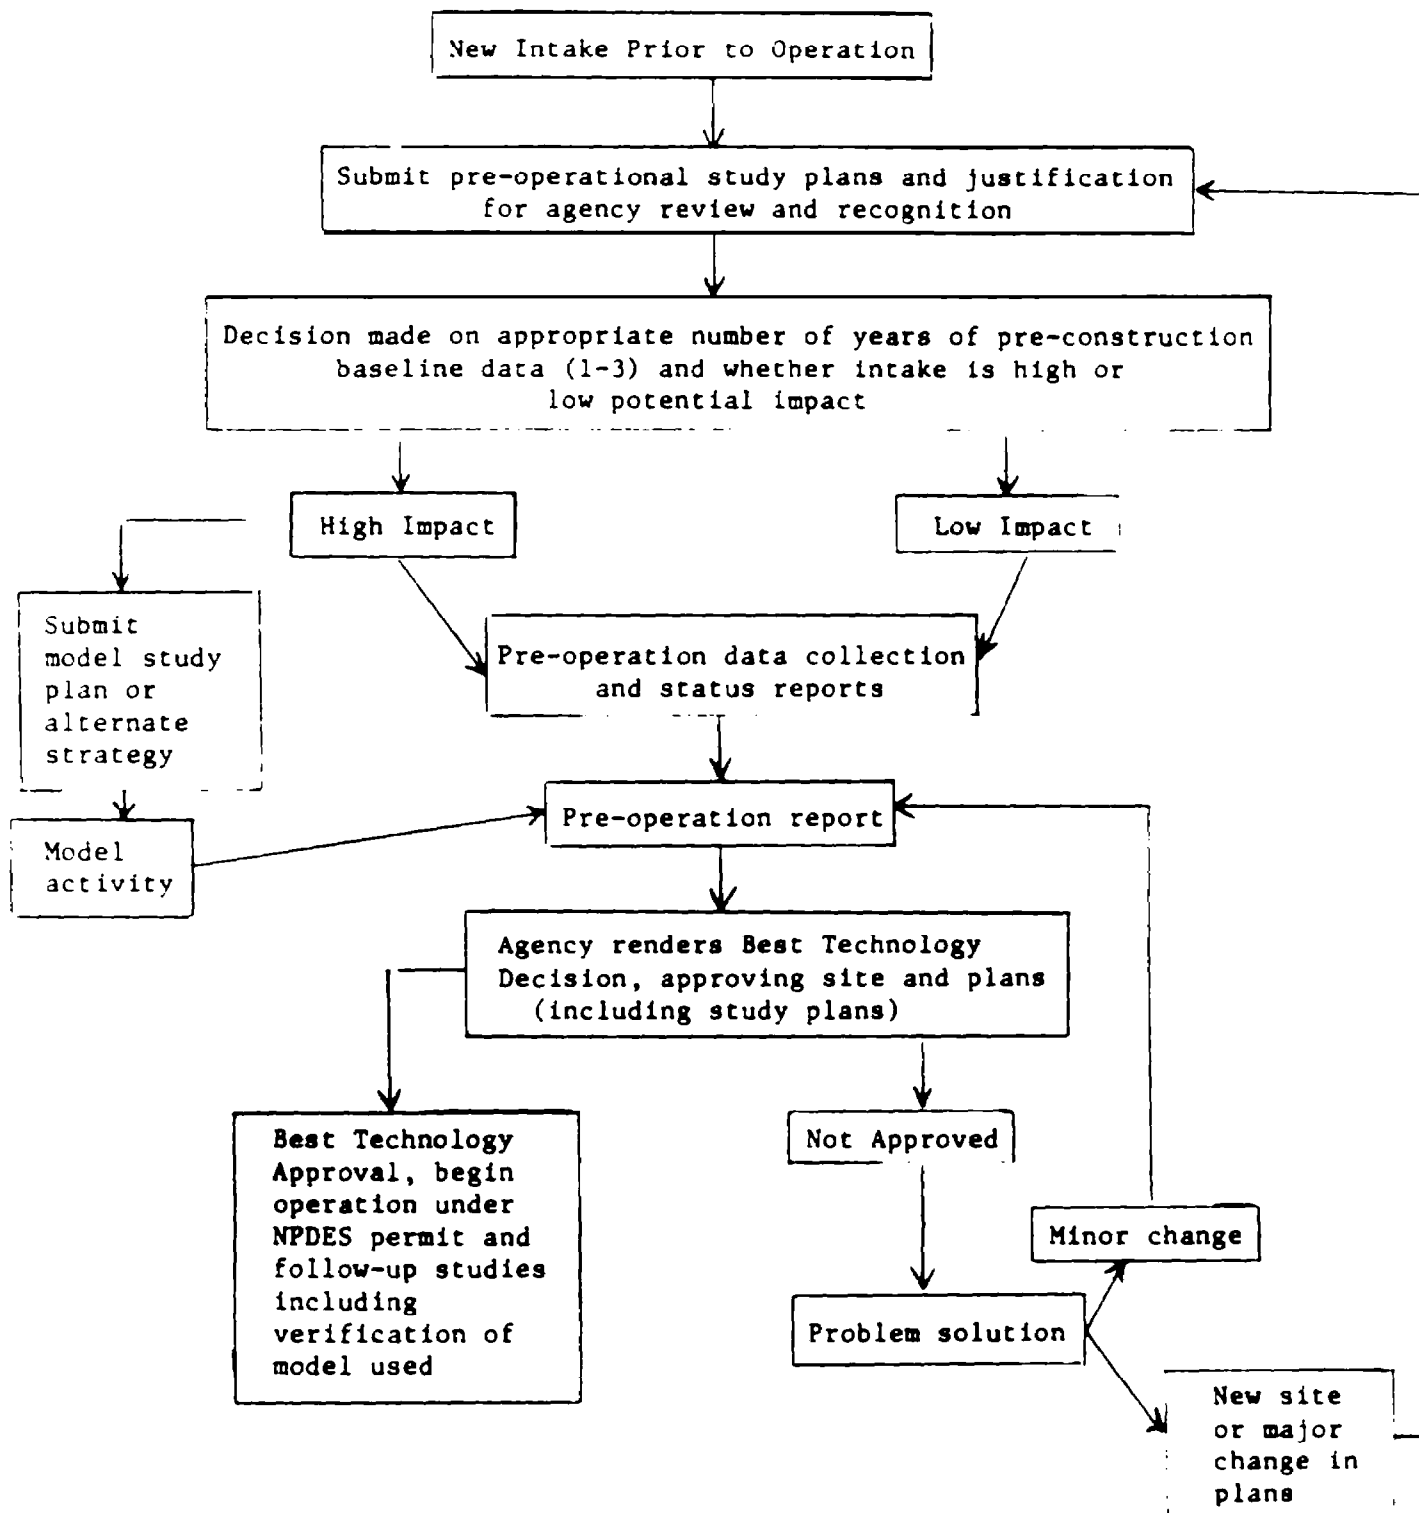 New Intake Prior to Operation
Submit pre-operational study plans and justification
for agency review and recognition
Decision made on appropriate number of years of pre-construction
baseline data (1-3) and whether intake is high or
low potential impact
High Impact
Low Impact
Submit
model study
plan or
alternate
strategy
Pre-operation data collection
and status reports
Pre-operation report
Model
activity
Agency renders Best Technology
Decision, approving site and plans
(including study plans)
Best Technology
Approval, begin
operation under
NPDES permit and
follow-up studies
including
verification of
model used
Not Approved
Minor change
Problem solution
New site
or major
change in
plans